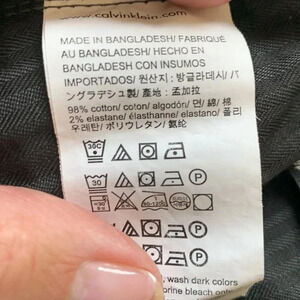 www.calvinklein.com
MADE IN BANGLADESH/ FABRIQUÉ
AU BANGLADESH/ HECHO EN
BANGLADESH CON INSUMOS
IMPORTADOS/ 원산지: 방글라데시/ バ
ングラデシュ製/ 產地: 孟加拉
98% cotton/ coton/ algodón/ 면/ 綿/ 棉
2% elastane/ élasthanne/ elastano/ 폴리
우레탄/ ポリウレタン/ 氨纶
30C
30
P
P
P
P
wash dark colors
bleach only